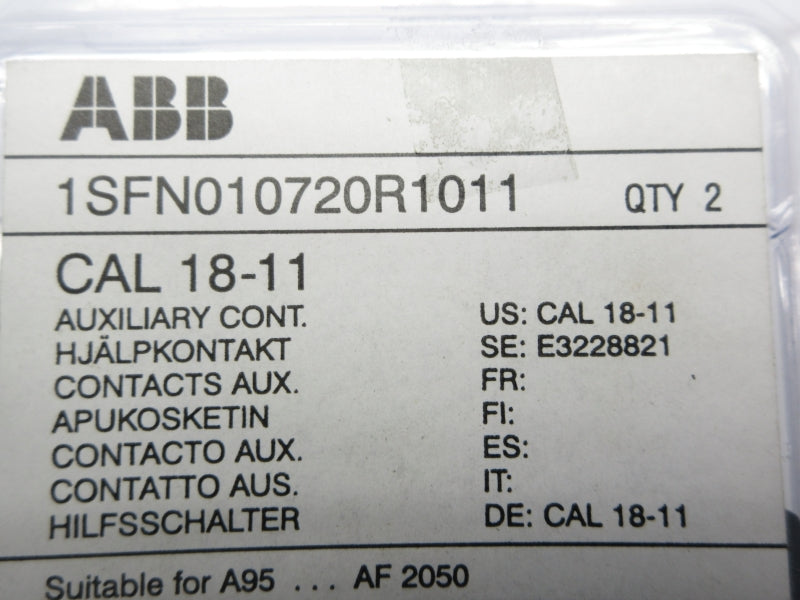 ABB
1SFN010720R1011 QTY 2
CAL 18-11
AUXILIARY CONT. US: CAL 18-11
HJÄLPKONTAKT SE: E3228821
CONTACTS AUX. FR:
APUKOSKETIN FI:
CONTACTO AUX. ES:
CONTATTO AUS. IT:
HILFSSCHALTER DE: CAL 18-11
Suitable for A95 ... AF 2050